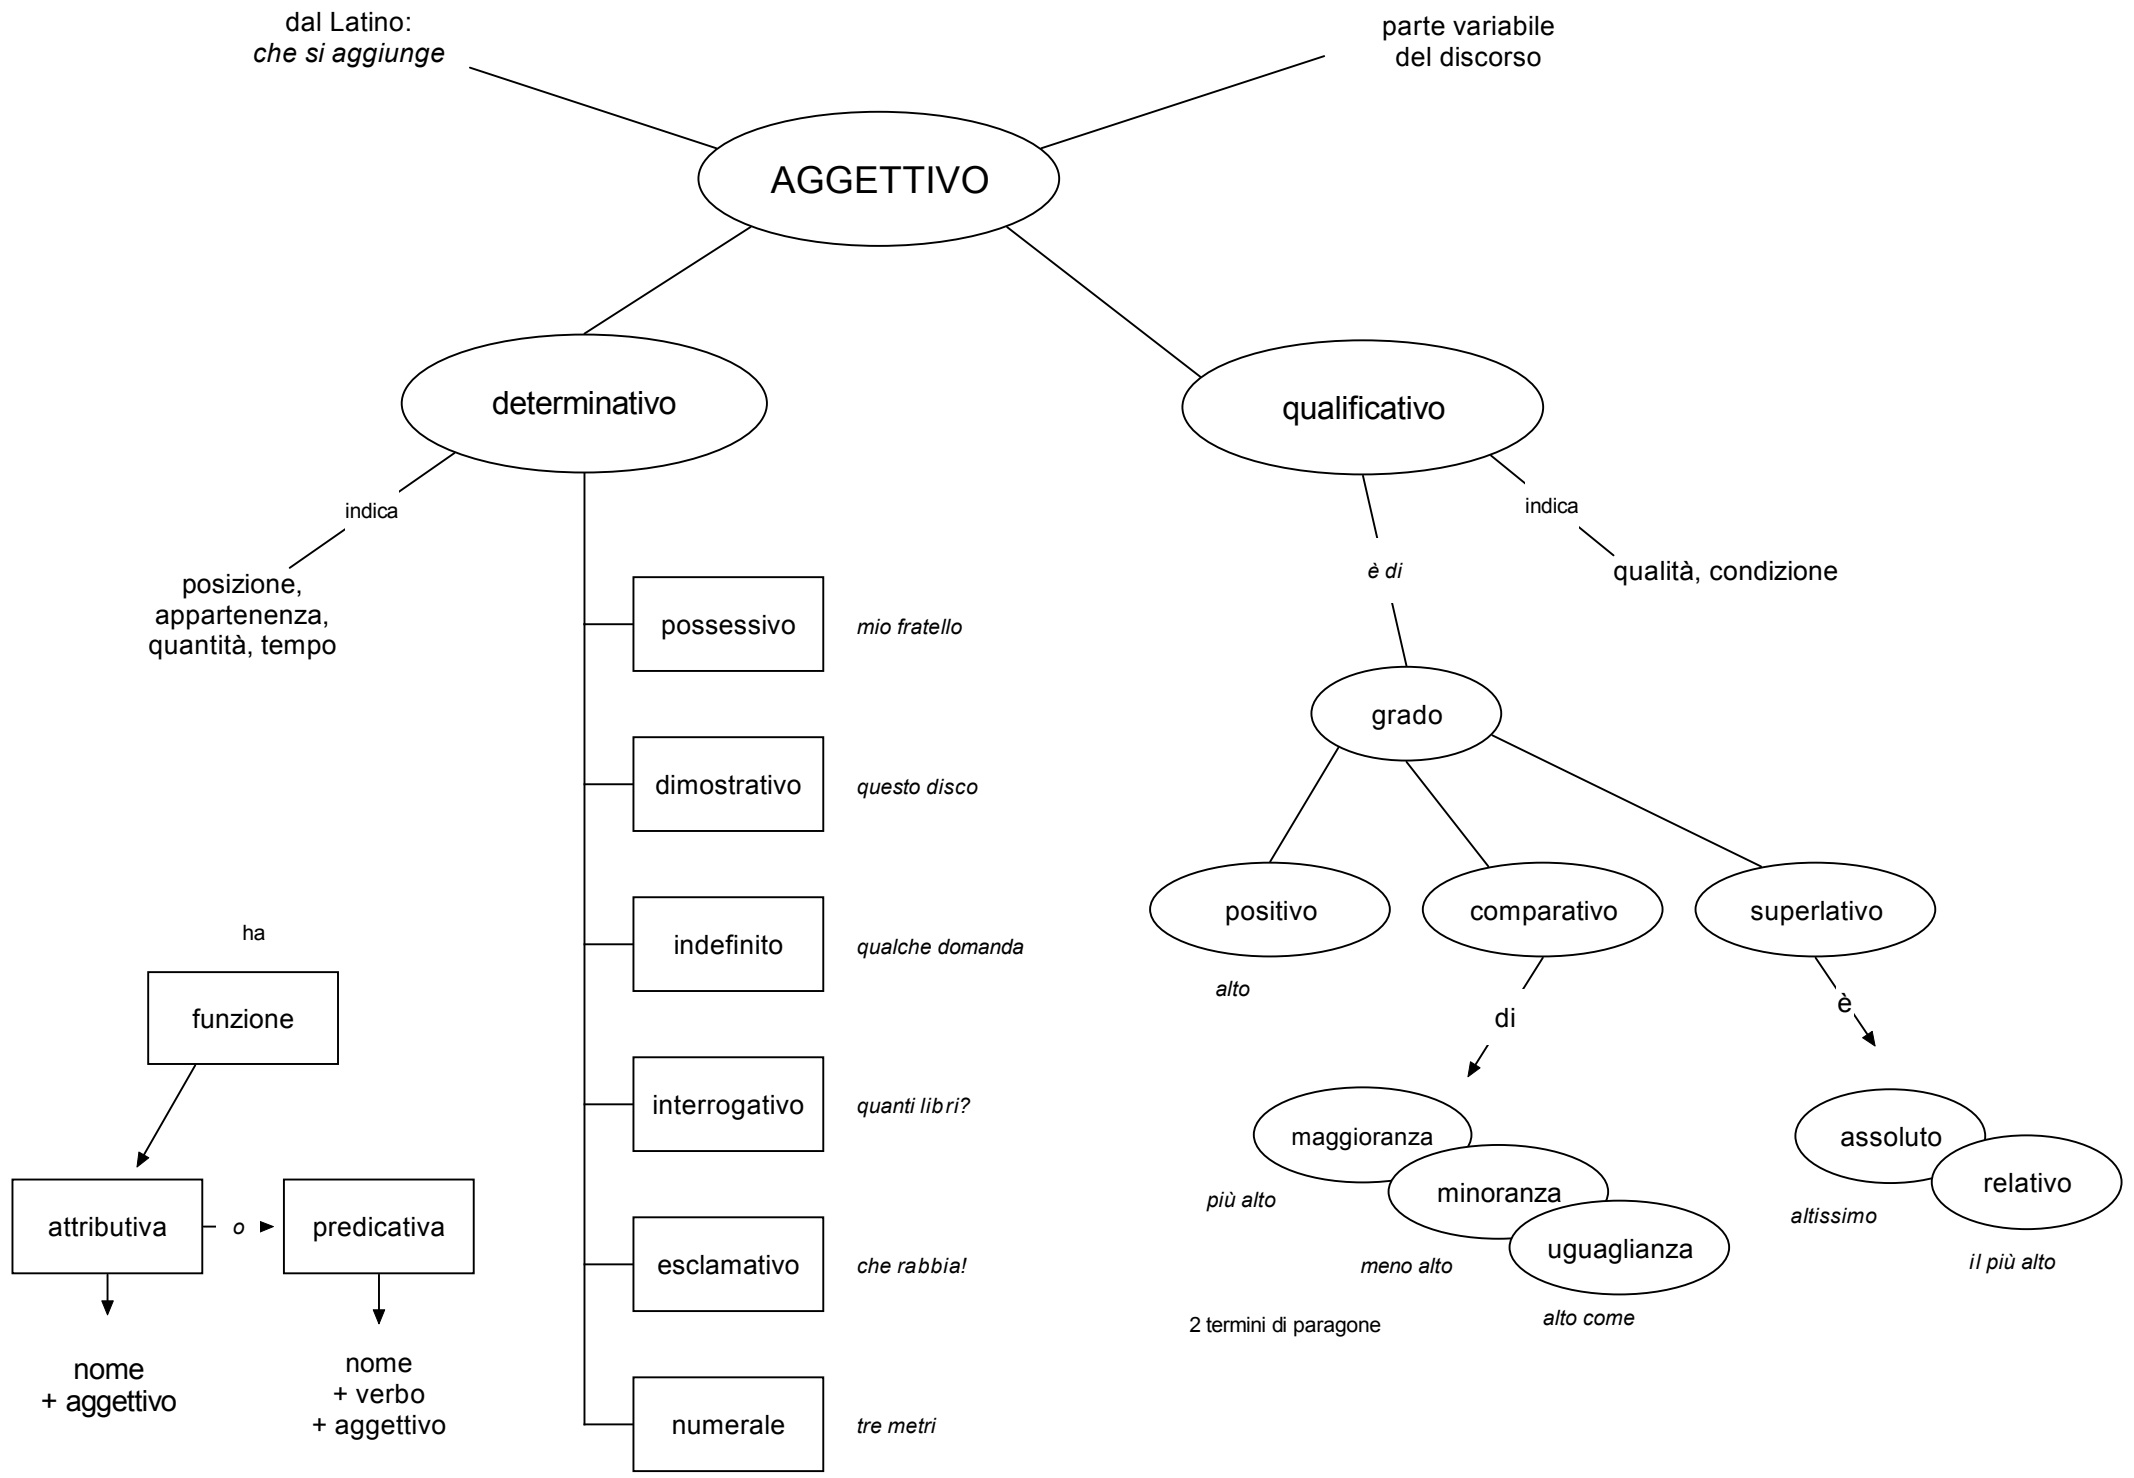 dal Latino:
che si aggiunge
parte variabile
del discorso
AGGETTIVO
determinativo
qualificativo
indica
posizione,
appartenenza,
quantità, tempo
indica
qualità, condizione
è di
grado
possessivo
mio fratello
dimostrativo
questo disco
indefinito
qualche domanda
interrogativo
quanti libri?
esclamativo
che rabbia!
numerale
tre metri
positivo
alto
comparativo
superlativo
di
è
maggioranza
più alto
minoranza
meno alto
uguaglianza
alto come
2 termini di paragone
assoluto
altissimo
relativo
il più alto
ha
funzione
attributiva
o
predicativa
nome
+ aggettivo
nome
+ verbo
+ aggettivo